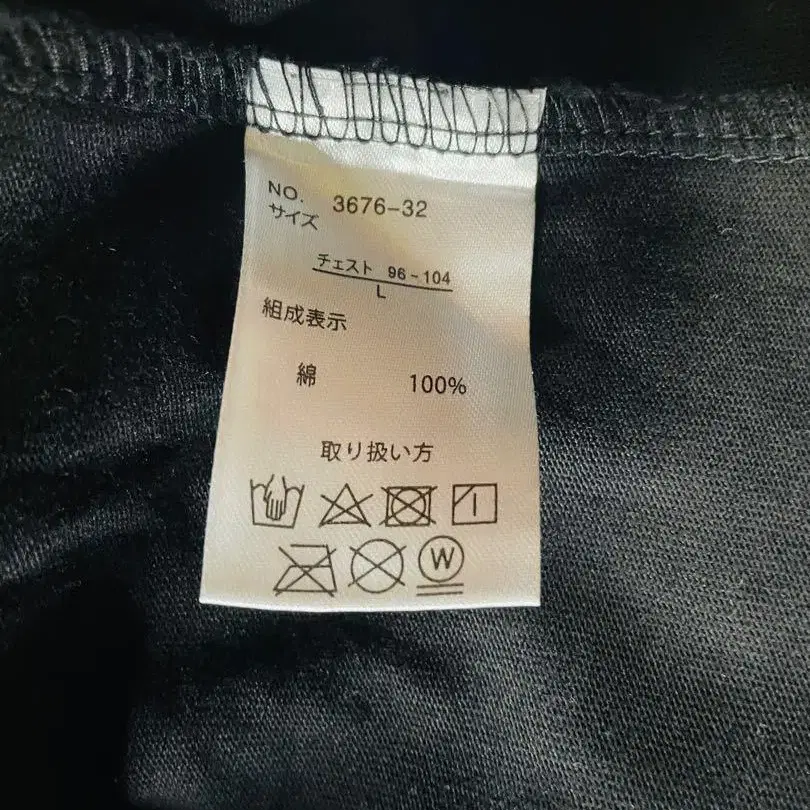 NO. 3676-32
サイズ
チェスト 96-104
L
組成表示
綿 100%
取り扱い方
W